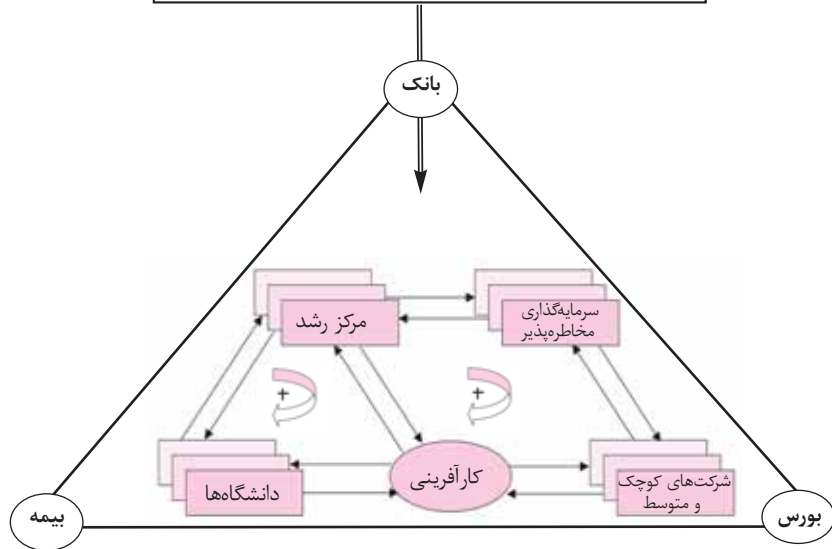 بانک
سرمایه‌گذاری
مخاطره‌پذیر
مرکز رشد
+
+
کارآفرینی
شرکت‌های کوچک
و متوسط
دانشگاه‌ها
بورس
بیمه